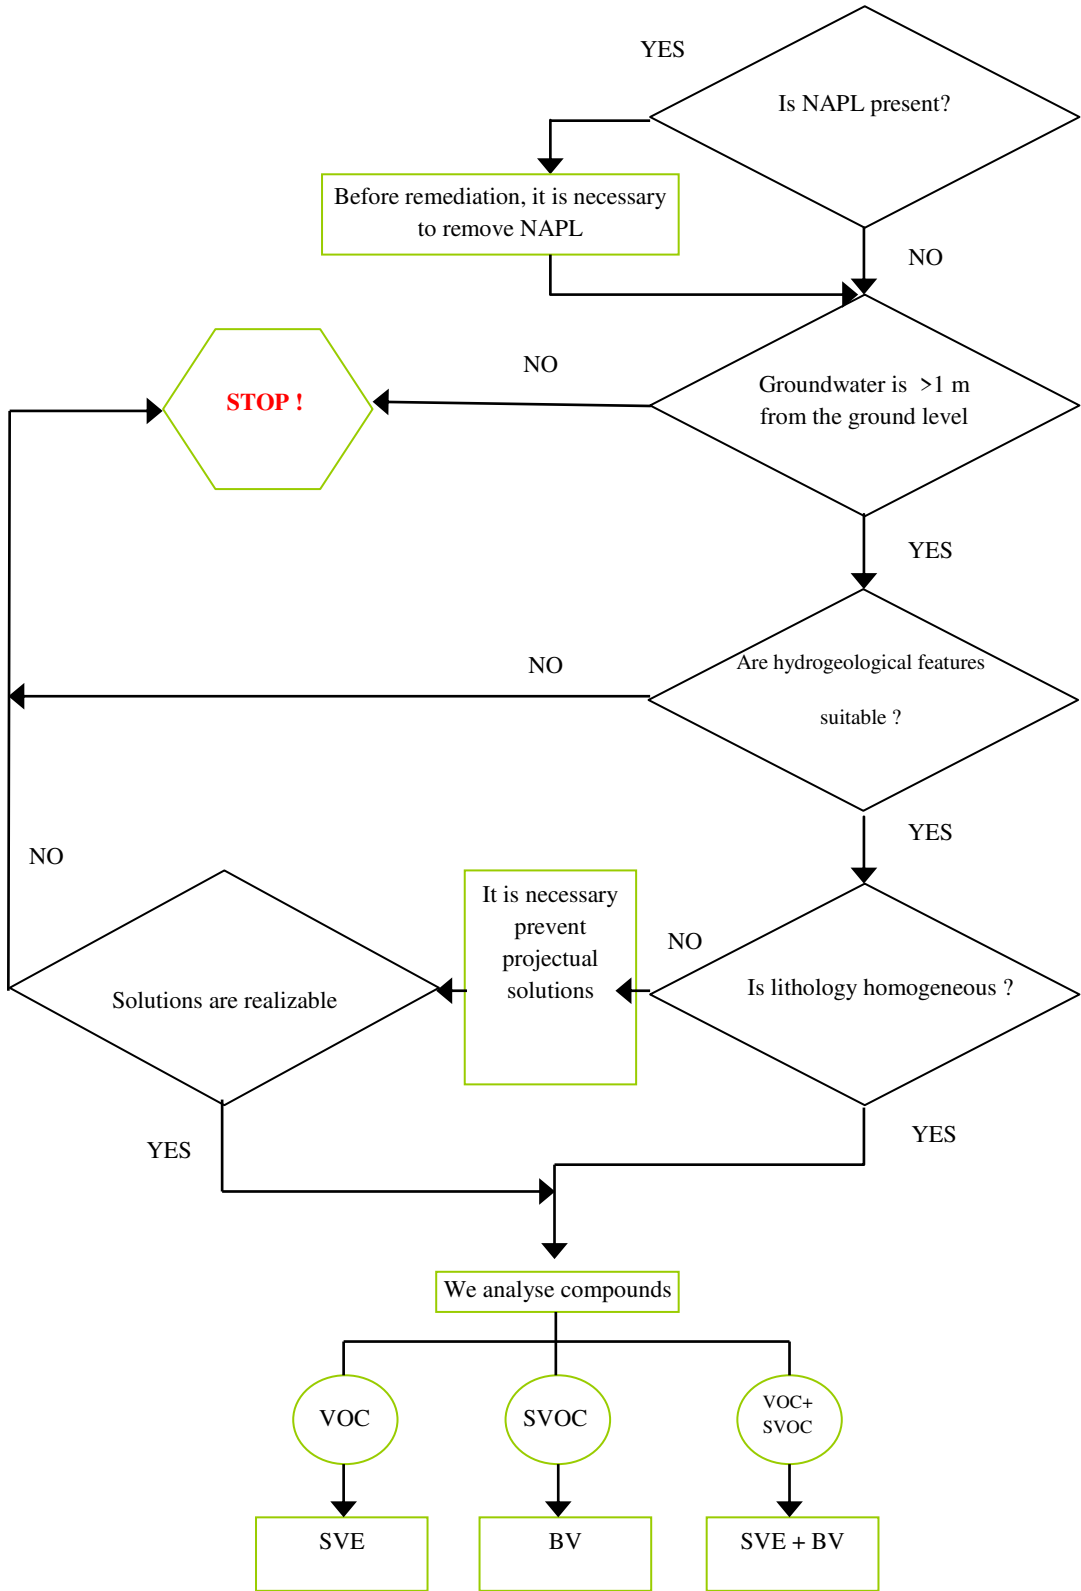 YES
Is NAPL present?
Before remediation, it is necessary
to remove NAPL
NO
NO
Groundwater is >1 m
from the ground level
STOP !
YES
NO
Are hydrogeological features
suitable ?
YES
NO
It is necessary
prevent
projectual
solutions
NO
Is lithology homogeneous ?
Solutions are realizable
YES
YES
We analyse compounds
VOC
SVOC
VOC+
SVOC
SVE
BV
SVE + BV